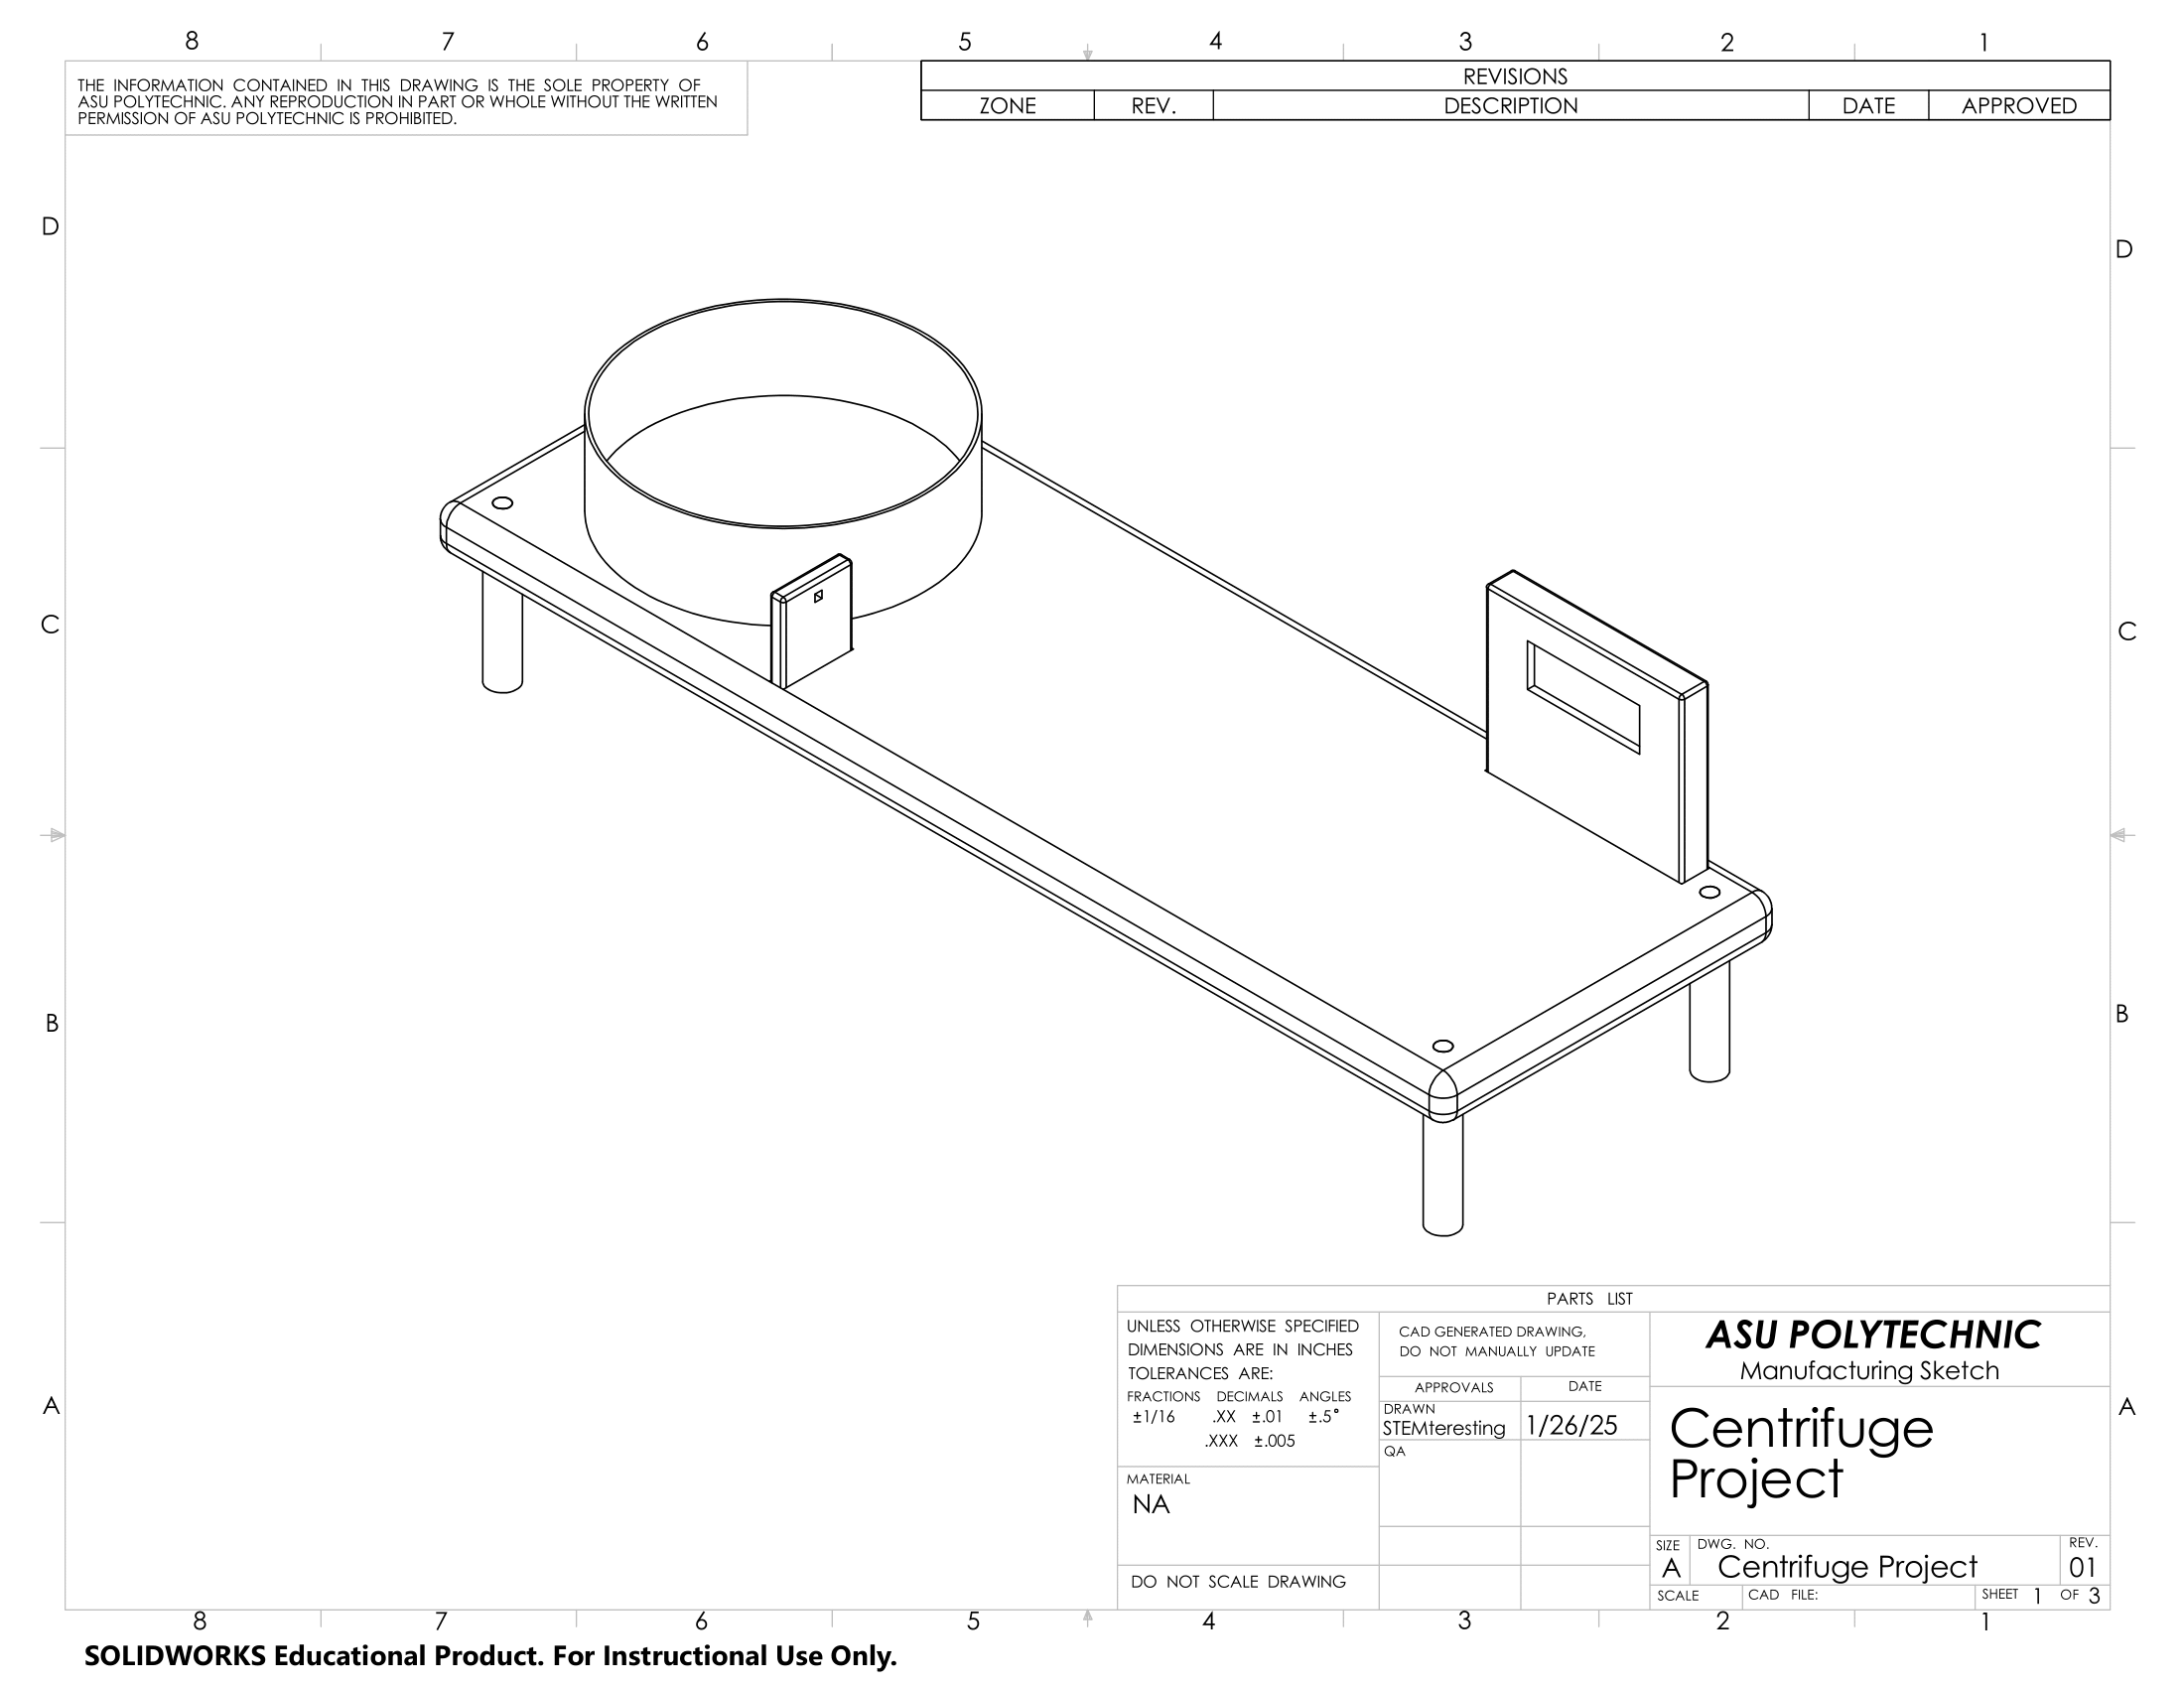 8 7 6 5 4 3 2 1
THE INFORMATION CONTAINED IN THIS DRAWING IS THE SOLE PROPERTY OF
ASU POLYTECHNIC. ANY REPRODUCTION IN PART OR WHOLE WITHOUT THE WRITTEN
PERMISSION OF ASU POLYTECHNIC IS PROHIBITED.
REVISIONS
ZONE REV. DESCRIPTION DATE APPROVED
D D
C C
B B
A A
PARTS LIST
UNLESS OTHERWISE SPECIFIED
DIMENSIONS ARE IN INCHES
TOLERANCES ARE:
FRACTIONS DECIMALS ANGLES
±1/16 .XX ±.01 ±.5°
.XXX ±.005
MATERIAL
NA
DO NOT SCALE DRAWING
CAD GENERATED DRAWING,
DO NOT MANUALLY UPDATE
APPROVALS DATE
DRAWN
STEMteresting 1/26/25
QA
ASU POLYTECHNIC
Manufacturing Sketch
Centrifuge
Project
SIZE DWG. NO. REV.
A Centrifuge Project 01
SCALE CAD FILE: SHEET 1 OF 3
8 7 6 5 4 3 2 1
SOLIDWORKS Educational Product. For Instructional Use Only.